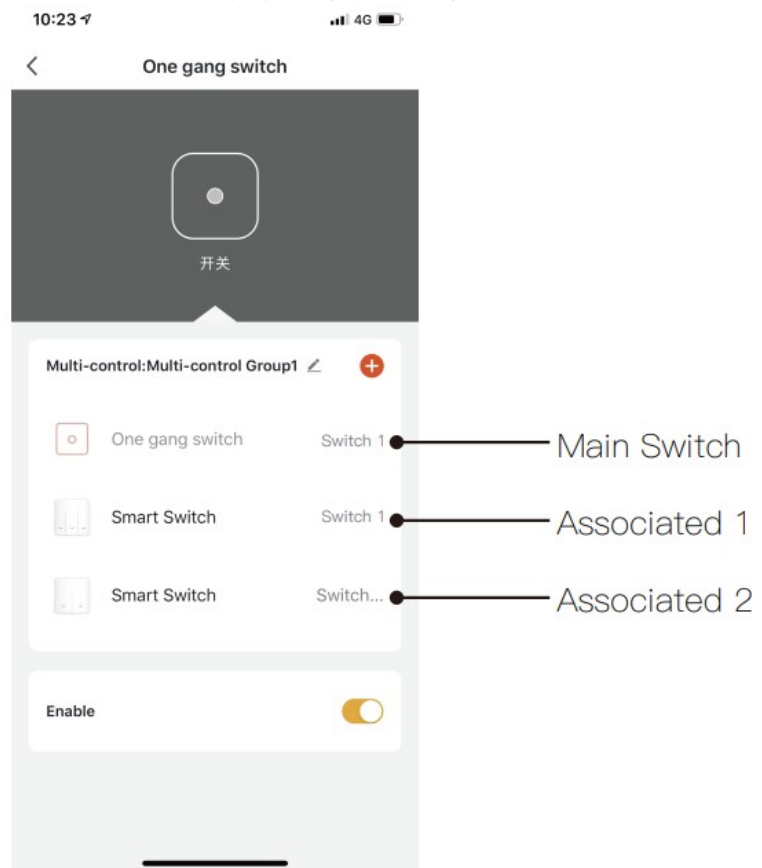 10:23 4G
One gang switch
开关
Multi-control:Multi-control Group1
One gang switch Switch 1 Main Switch
Smart Switch Switch 1 Associated 1
Smart Switch Switch... Associated 2
Enable